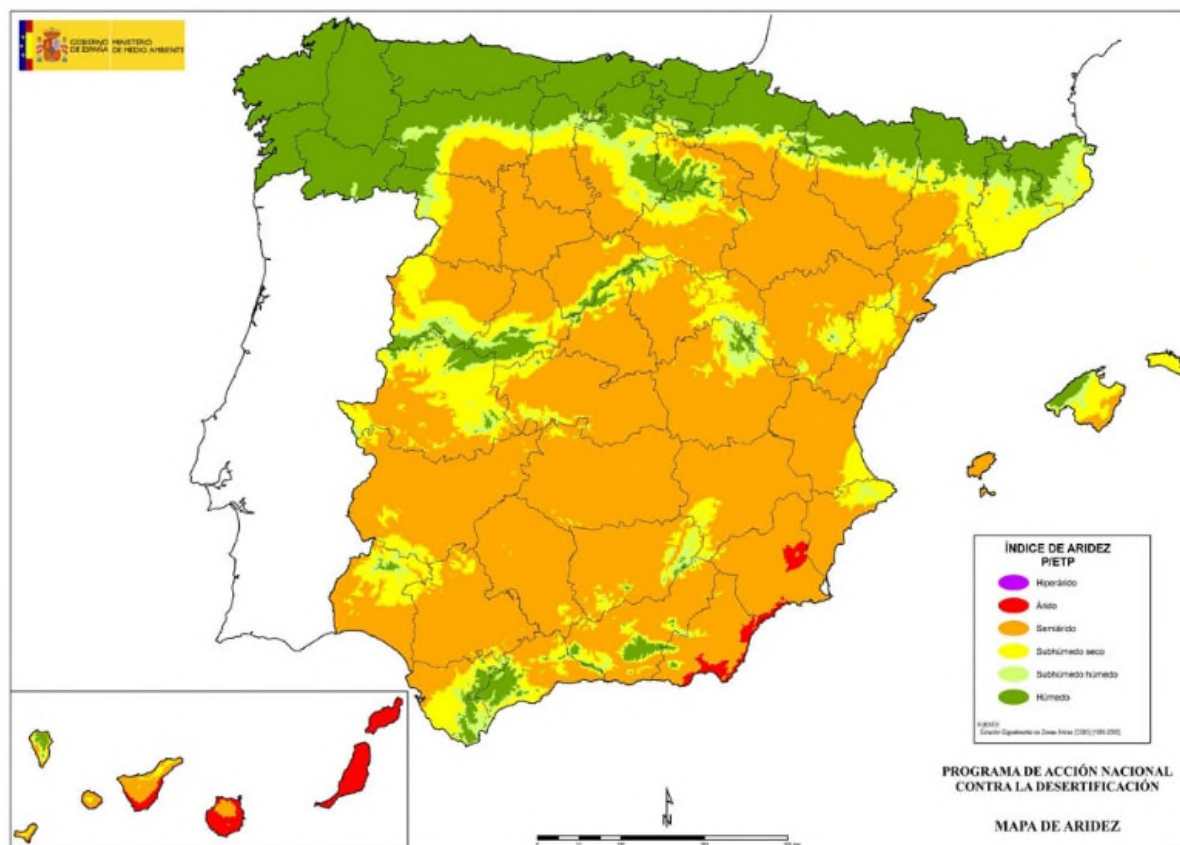 GOBIERNO DE ESPAÑA
MINISTERIO DE MEDIO AMBIENTE
ÍNDICE DE ARIDEZ
P/ETP
Hiperárido
Árido
Semiárido
Subhúmedo seco
Subhúmedo húmedo
Húmedo
FUENTE:
N
PROGRAMA DE ACCIÓN NACIONAL
CONTRA LA DESERTIFICACIÓN
MAPA DE ARIDEZ